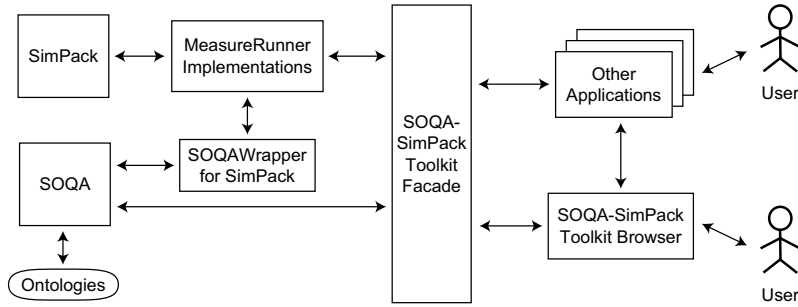 SimPack
MeasureRunner
Implementations
SOQA-
SimPack
Toolkit
Facade
Other
Applications
User
SOQA
SOQAWrapper
for SimPack
SOQA-SimPack
Toolkit Browser
Ontologies
User